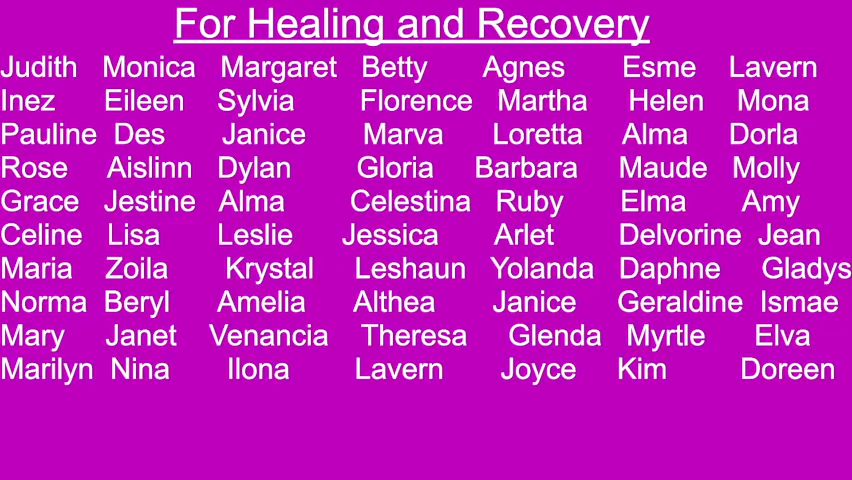 For Healing and Recovery
Judith Monica Margaret Betty Agnes Esme Lavern
Inez Eileen Sylvia Florence Martha Helen Mona
Pauline Des Janice Marva Loretta Alma Dorla
Rose Aislinn Dylan Gloria Barbara Maude Molly
Grace Jestine Alma Celestina Ruby Elma Amy
Celine Lisa Leslie Jessica Arlet Delvorine Jean
Maria Zoila Krystal Leshaun Yolanda Daphne Gladys
Norma Beryl Amelia Althea Janice Geraldine Ismae
Mary Janet Venancia Theresa Glenda Myrtle Elva
Marilyn Nina Ilona Lavern Joyce Kim Doreen